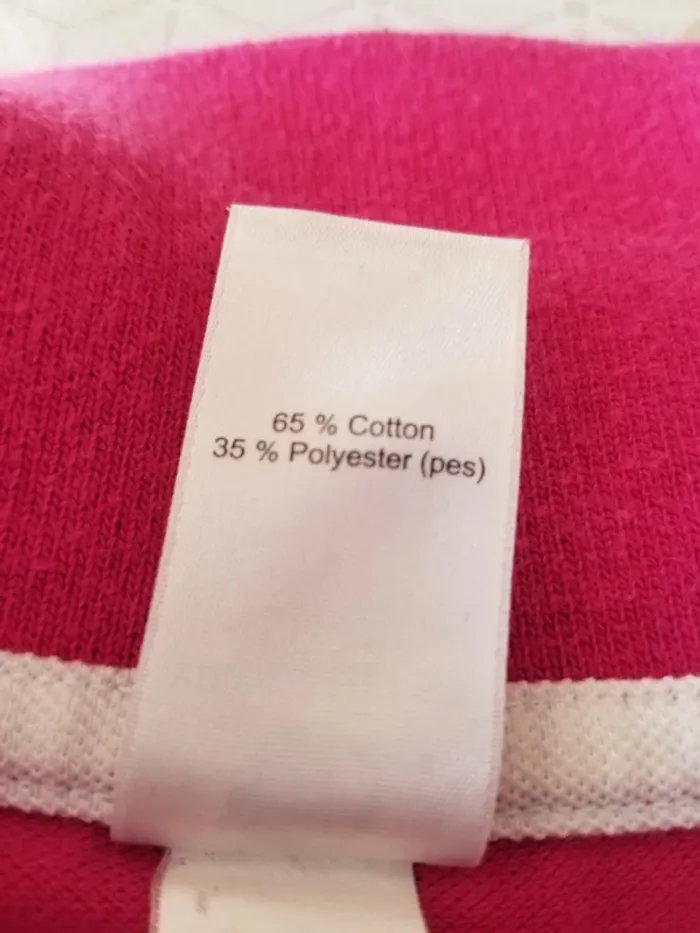 65 % Cotton
35 % Polyester (pes)